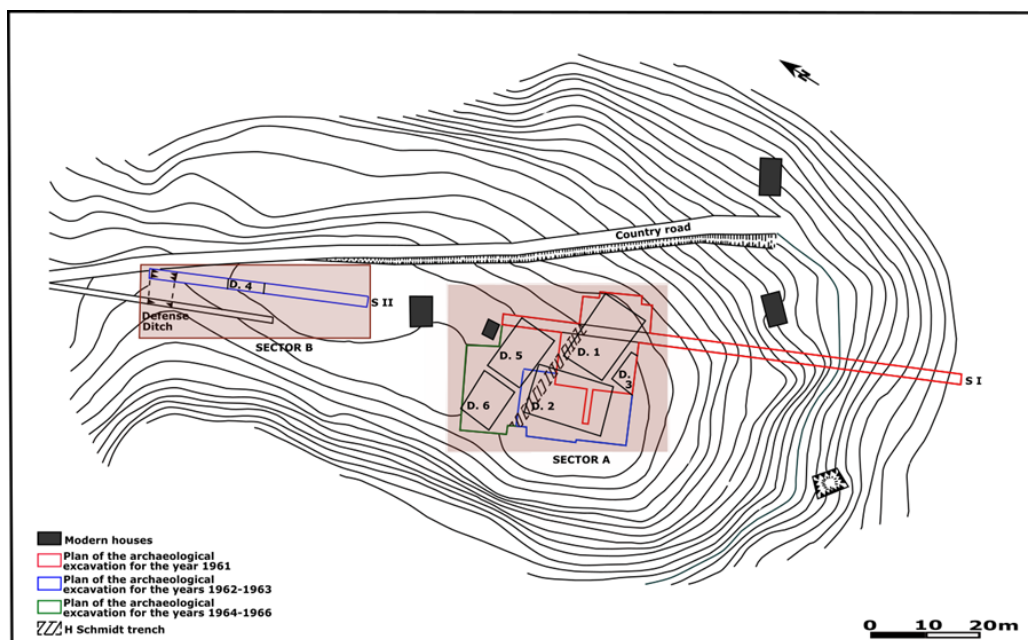 N
Country road
D. 4
S II
Defense
Ditch
SECTOR B
D. 1
D. 5
D.
3
S I
D. 6
D. 2
SECTOR A
Modern houses
Plan of the archaeological
excavation for the year 1961
Plan of the archaeological
excavation for the years 1962-1963
Plan of the archaeological
excavation for the years 1964-1966
H Schmidt trench
0 10 20m